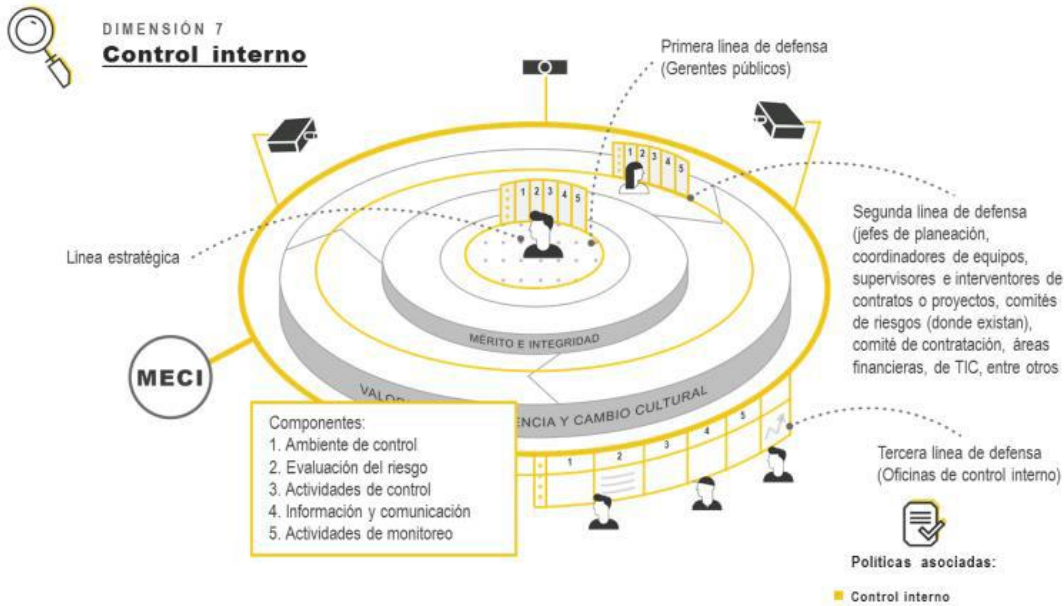 DIMENSIÓN 7
Control interno
Primera linea de defensa
(Gerentes públicos)
1 2 3 4 5
1 2 3 4 5
Segunda linea de defensa
(jefes de planeación,
coordinadores de equipos,
supervisores e interventores de
contratos o proyectos, comités
de riesgos (donde existan),
comité de contratación, áreas
financieras, de TIC, entre otros
Linea estratégica
MÉRITO E INTEGRIDAD
MECI
ENCIA Y CAMBIO CULTURAL
Componentes:
1. Ambiente de control
2. Evaluación del riesgo
3. Actividades de control
4. Información y comunicación
5. Actividades de monitoreo
1 2 3 4 5
Tercera linea de defensa
(Oficinas de control interno)
Políticas asociadas:
Control interno